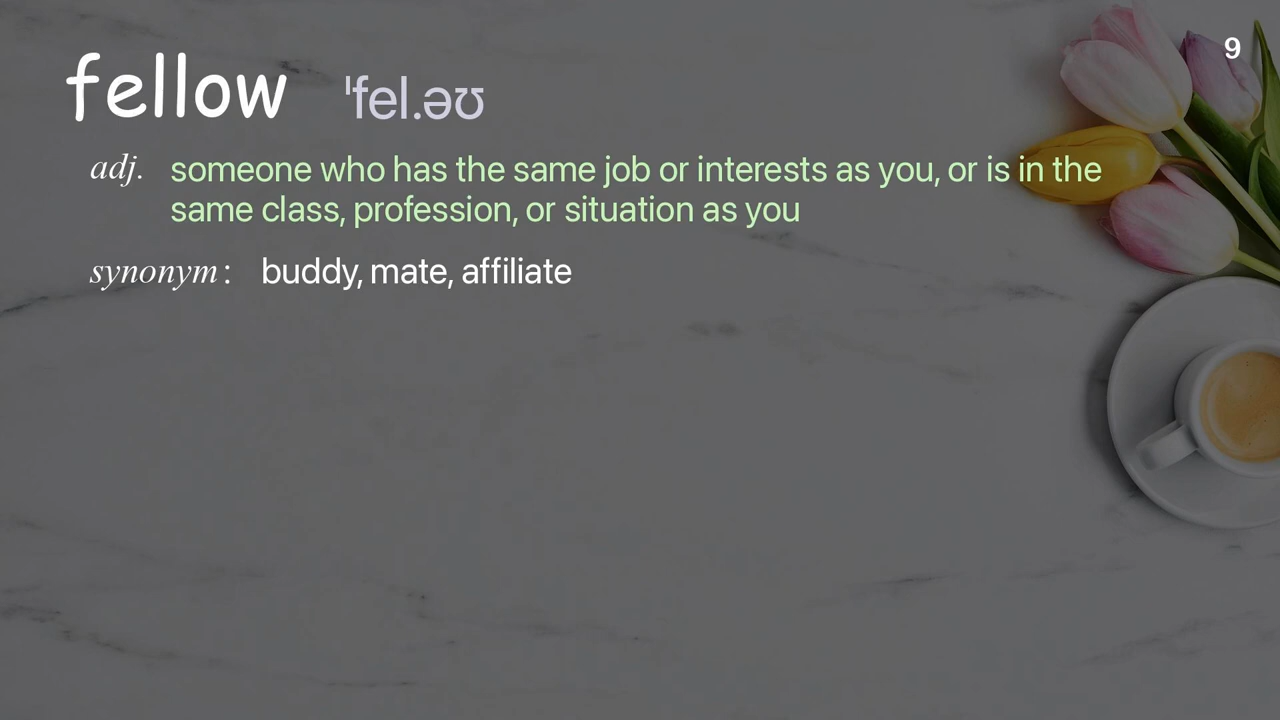 9
fellow ˈfel.əʊ
adj. someone who has the same job or interests as you, or is in the
same class, profession, or situation as you
synonym : buddy, mate, affiliate